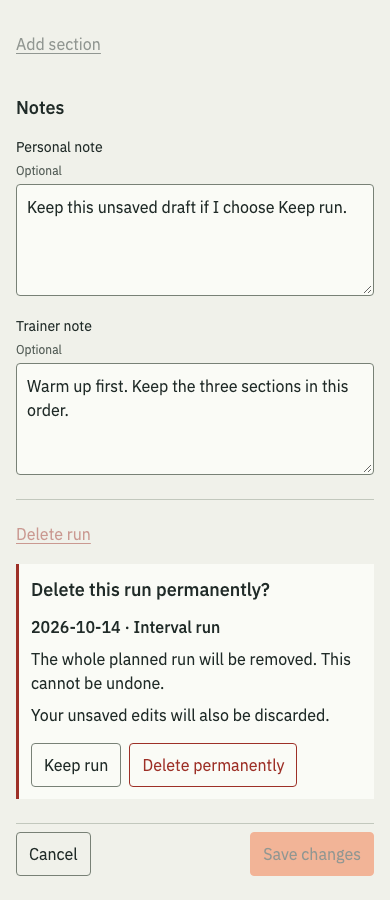 Add section
Notes
Personal note
Optional
Keep this unsaved draft if I choose Keep run.
Trainer note
Optional
Warm up first. Keep the three sections in this
order.
Delete run
Delete this run permanently?
2026-10-14 · Interval run
The whole planned run will be removed. This
cannot be undone.
Your unsaved edits will also be discarded.
Keep run
Delete permanently
Cancel
Save changes